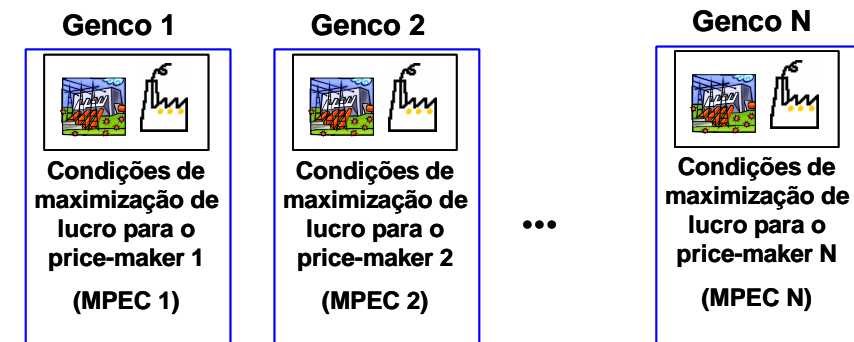 Genco 1
Condições de
maximização de
lucro para o
price-maker 1
(MPEC 1)
Genco 2
Condições de
maximização de
lucro para o
price-maker 2
(MPEC 2)
...
Genco N
Condições de
maximização de
lucro para o
price-maker N
(MPEC N)